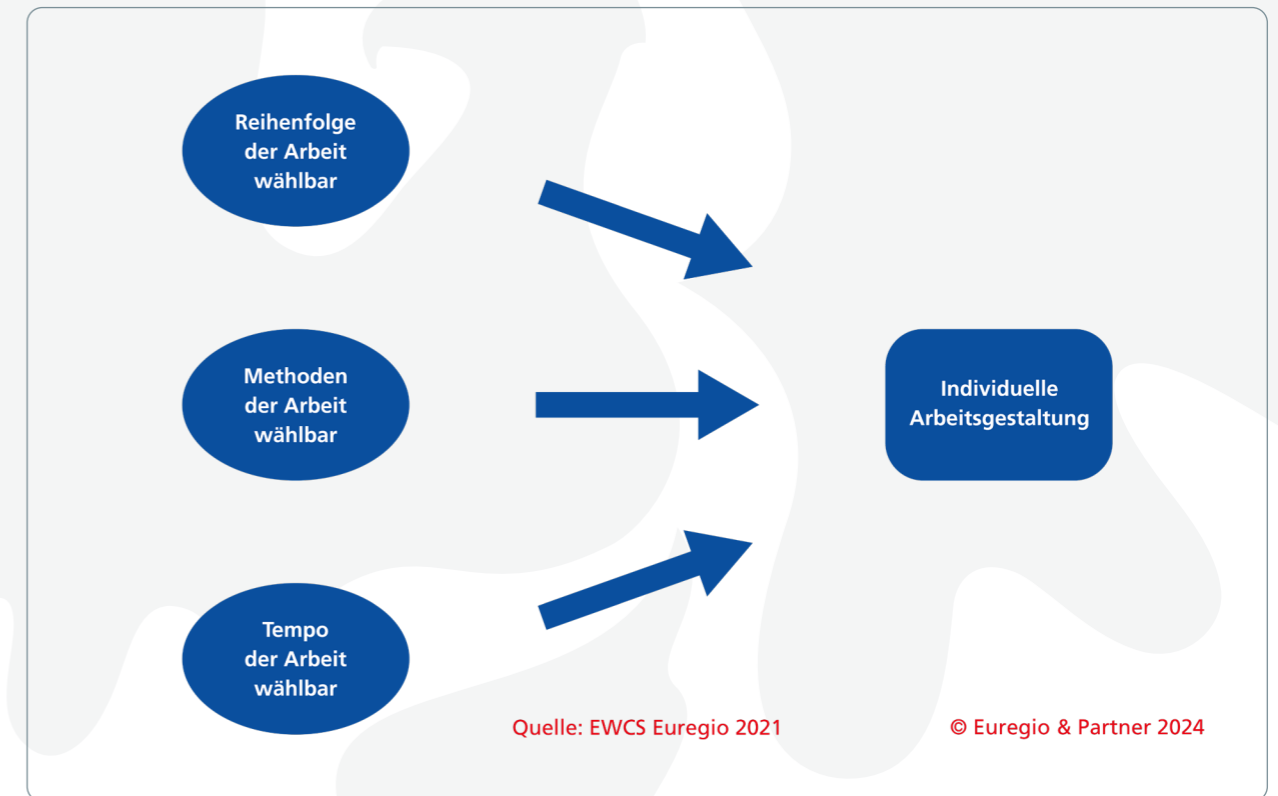 Reihenfolge
der Arbeit
wählbar
Methoden
der Arbeit
wählbar
Individuelle
Arbeitsgestaltung
Tempo
der Arbeit
wählbar
Quelle: EWCS Euregio 2021
© Euregio & Partner 2024